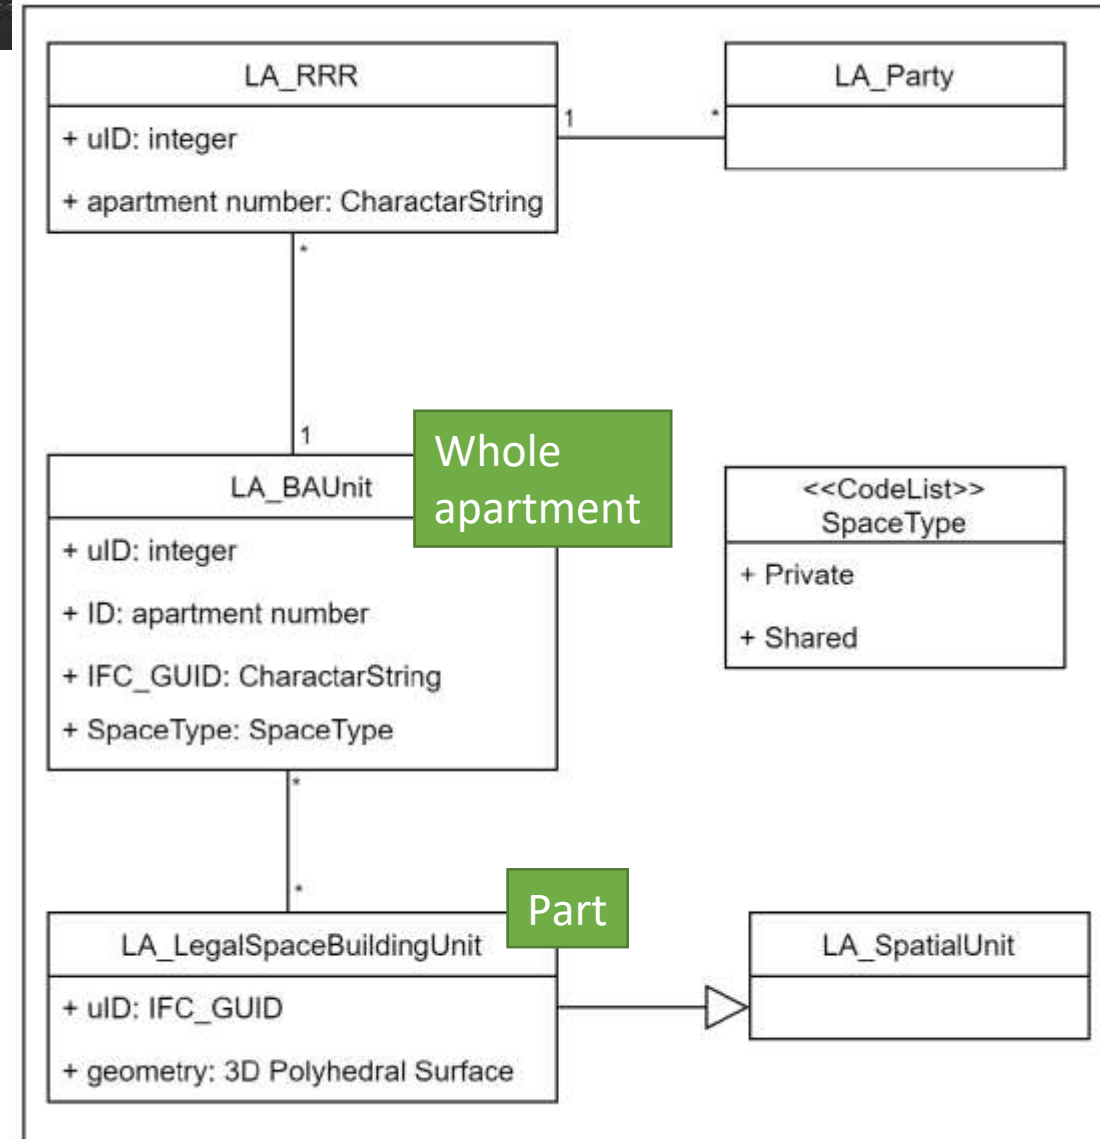 LA_RRR
+ uID: integer
+ apartment number: CharactarString
LA_Party
1
*
*
1
LA_BAUnit
Whole
apartment
+ uID: integer
+ ID: apartment number
+ IFC_GUID: CharactarString
+ SpaceType: SpaceType
<<CodeList>>
SpaceType
+ Private
+ Shared
*
*
Part
LA_LegalSpaceBuildingUnit
+ uID: IFC_GUID
+ geometry: 3D Polyhedral Surface
LA_SpatialUnit